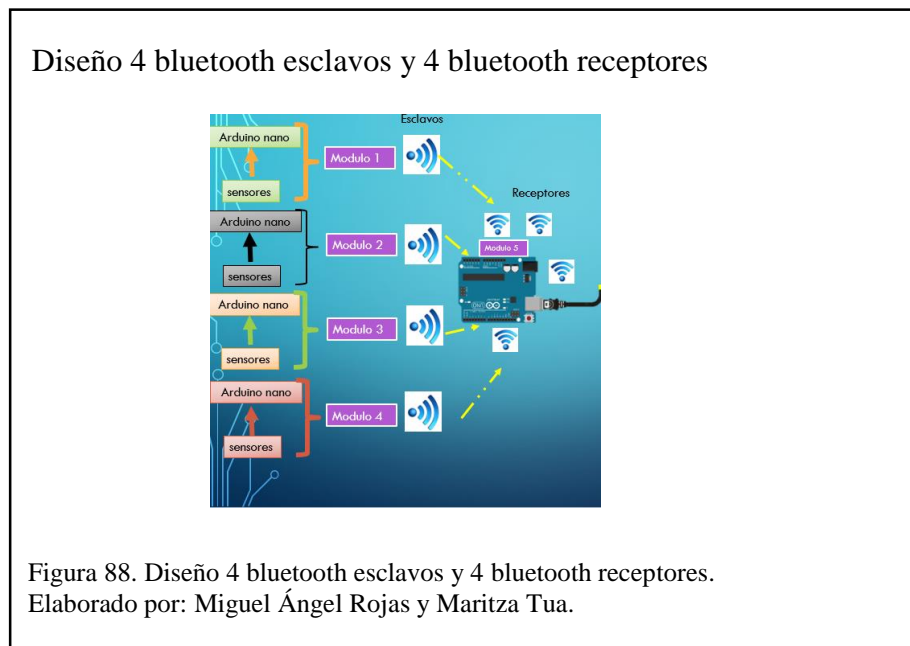 Diseño 4 bluetooth esclavos y 4 bluetooth receptores
Esclavos
Arduino nano
Modulo 1
sensores
Receptores
Arduino nano
Modulo 2
Modulo 5
sensores
Arduino nano
Modulo 3
sensores
Arduino nano
Modulo 4
sensores
Figura 88. Diseño 4 bluetooth esclavos y 4 bluetooth receptores.
Elaborado por: Miguel Ángel Rojas y Maritza Tua.